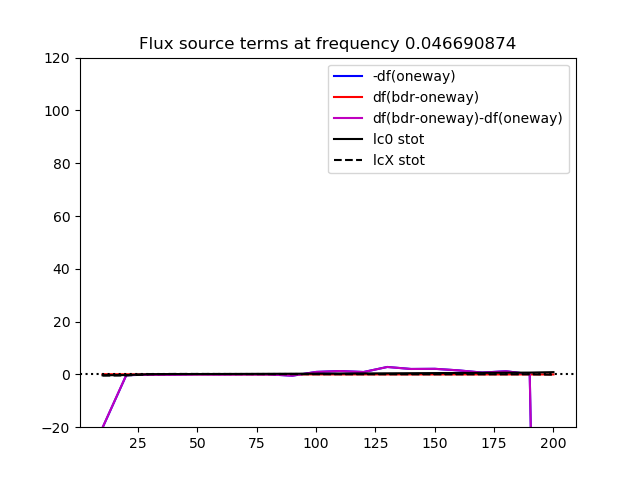 Flux source terms at frequency 0.046690874
120
100
80
60
40
20
0
−20
-df(oneway)
df(bdr-oneway)
df(bdr-oneway)-df(oneway)
lc0 stot
lcX stot
25 50 75 100 125 150 175 200